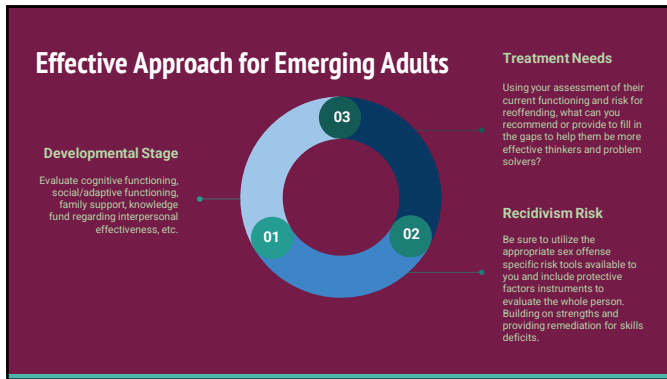 Effective Approach for Emerging Adults
Developmental Stage
Evaluate cognitive functioning,
social/adaptive functioning,
family support, knowledge
fund regarding interpersonal
effectiveness, etc.
01
02
03
Treatment Needs
Using your assessment of their
current functioning and risk for
reoffending, what can you
recommend or provide to fill in
the gaps to help them be more
effective thinkers and problem
solvers?
Recidivism Risk
Be sure to utilize the
appropriate sex offense
specific risk tools available to
you and include protective
factors instruments to
evaluate the whole person.
Building on strengths and
providing remediation for skills
deficits.